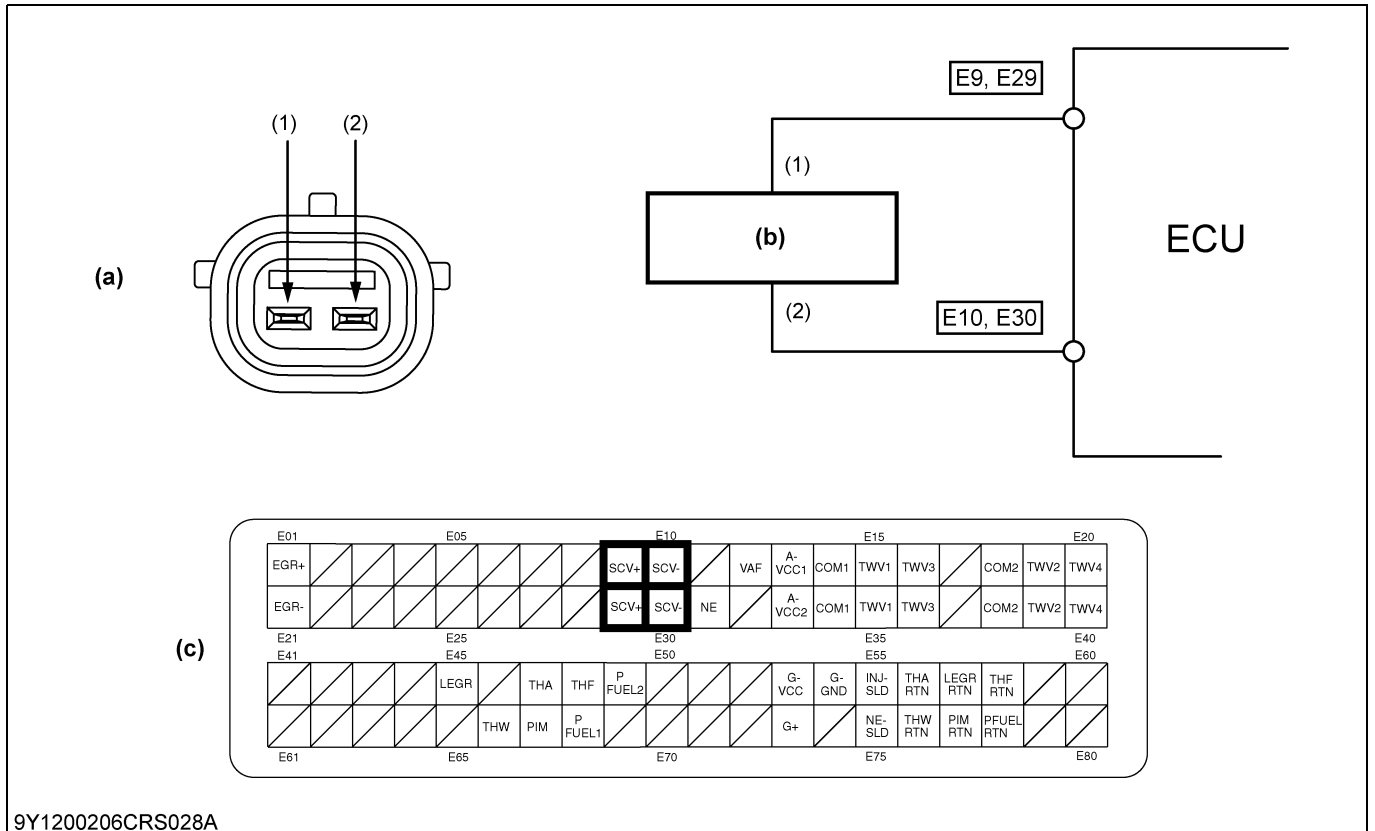 E9, E29
(1) (2)
(1)
(a)
(b)
ECU
(2)
E10, E30
(c)
E01 E05 E10 E15 E20
EGR+ SCV+ SCV- VAF A-VCC1 COM1 TWV1 TWV3 COM2 TWV2 TWV4
EGR- SCV+ SCV- NE A-VCC2 COM1 TWV1 TWV3 COM2 TWV2 TWV4
E21 E25 E30 E35 E40
E41 E45 E50 E55 E60
LEGR THA THF P FUEL2 G-VCC G-GND INJ-SLD THA RTN LEGR RTN THF RTN
THW PIM P FUEL1 G+ NE-SLD THW RTN PIM RTN PFUEL RTN
E61 E65 E70 E75 E80
9Y1200206CRS028A